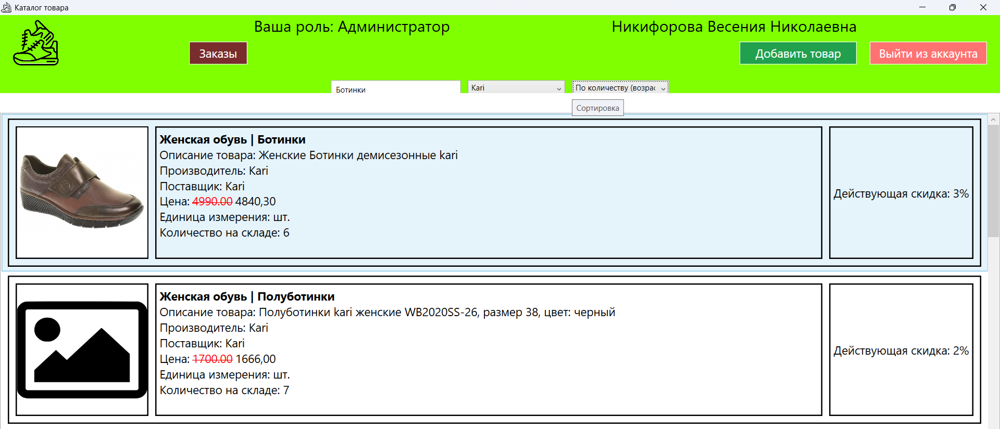 Каталог товара
Ваша роль: Администратор
Никифорова Весения Николаевна
Заказы
Добавить товар
Выйти из аккаунта
Ботинки
Kari
По количеству (возрас
Сортировка
Женская обувь | Ботинки
Описание товара: Женские Ботинки демисезонные kari
Производитель: Kari
Поставщик: Kari
Цена: 4990.00 4840,30
Единица измерения: шт.
Количество на складе: 6
Действующая скидка: 3%
Женская обувь | Полуботинки
Описание товара: Полуботинки kari женские WB2020SS-26, размер 38, цвет: черный
Производитель: Kari
Поставщик: Kari
Цена: 1700.00 1666,00
Единица измерения: шт.
Количество на складе: 7
Действующая скидка: 2%